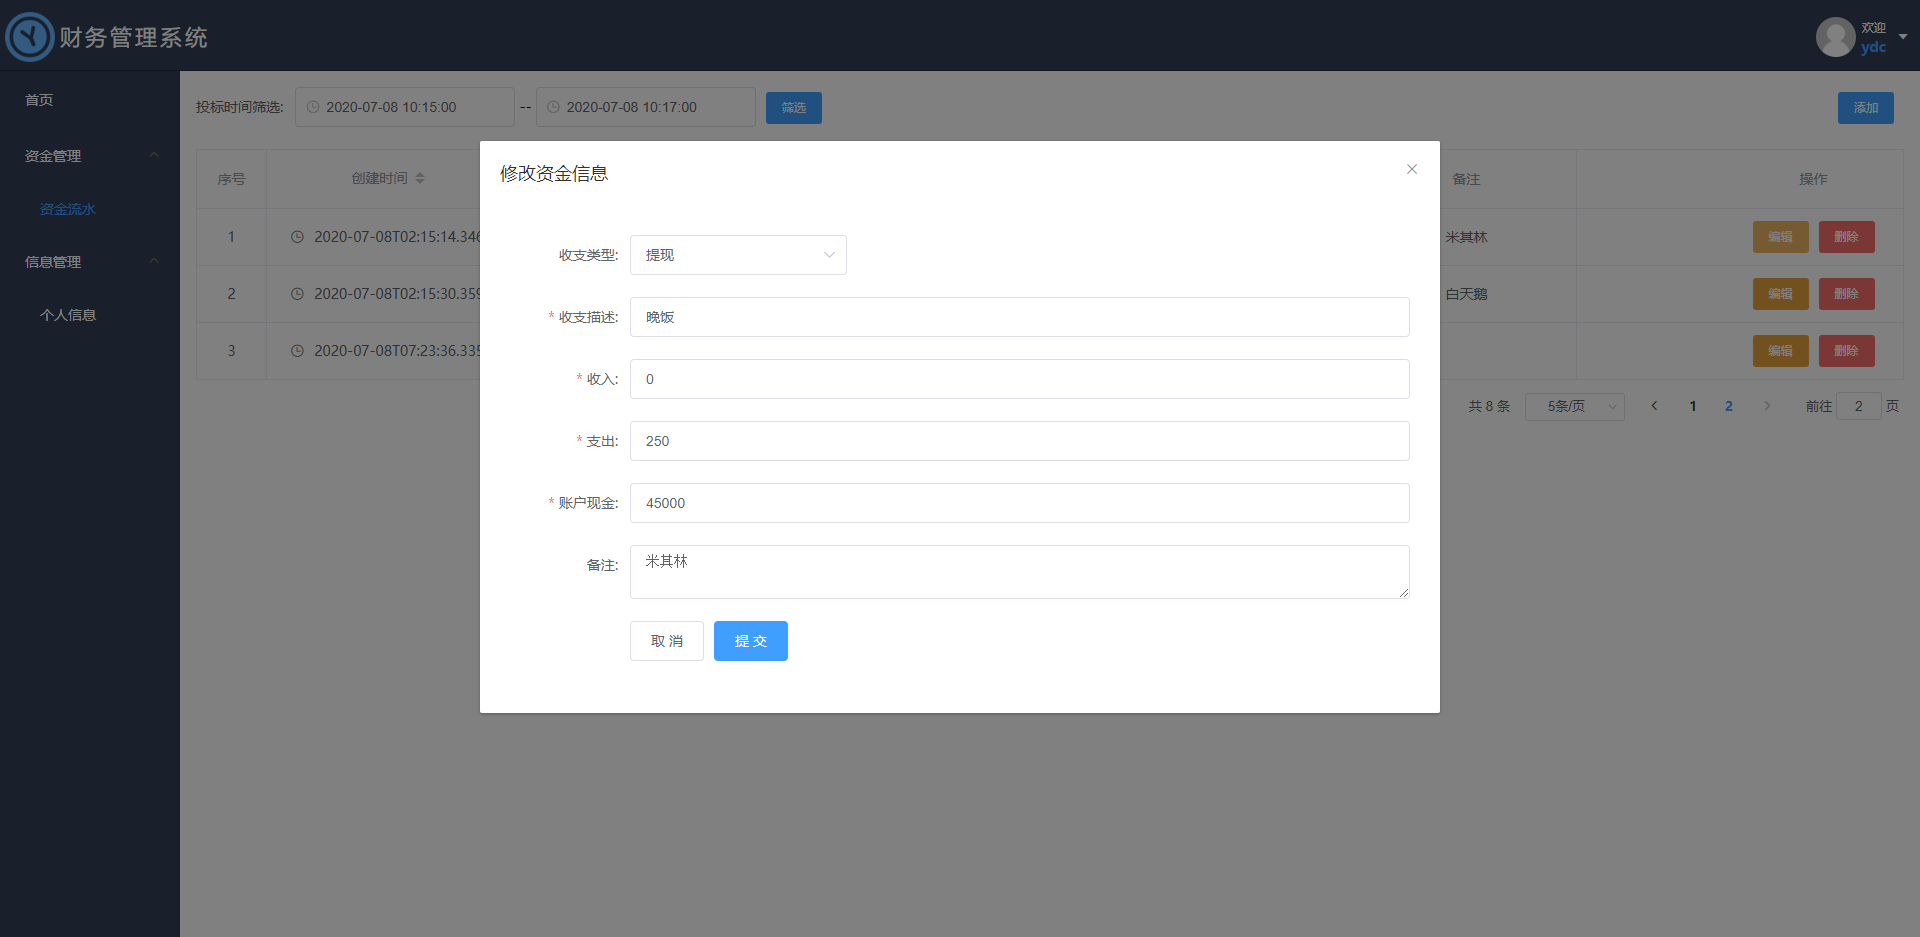 财务管理系统
欢迎
ydc
首页
资金管理
资金流水
信息管理
个人信息
投标时间筛选: 2020-07-08 10:15:00 -- 2020-07-08 10:17:00 筛选 添加
序号 创建时间 备注 操作
1 2020-07-08T02:15:14.346 米其林 编辑 删除
2 2020-07-08T02:15:30.359 白天鹅 编辑 删除
3 2020-07-08T07:23:36.335 编辑 删除
共 8 条 5条/页 1 2 前往 2 页
修改资金信息
收支类型: 提现
* 收支描述: 晚饭
* 收入: 0
* 支出: 250
* 账户现金: 45000
备注: 米其林
取 消 提 交